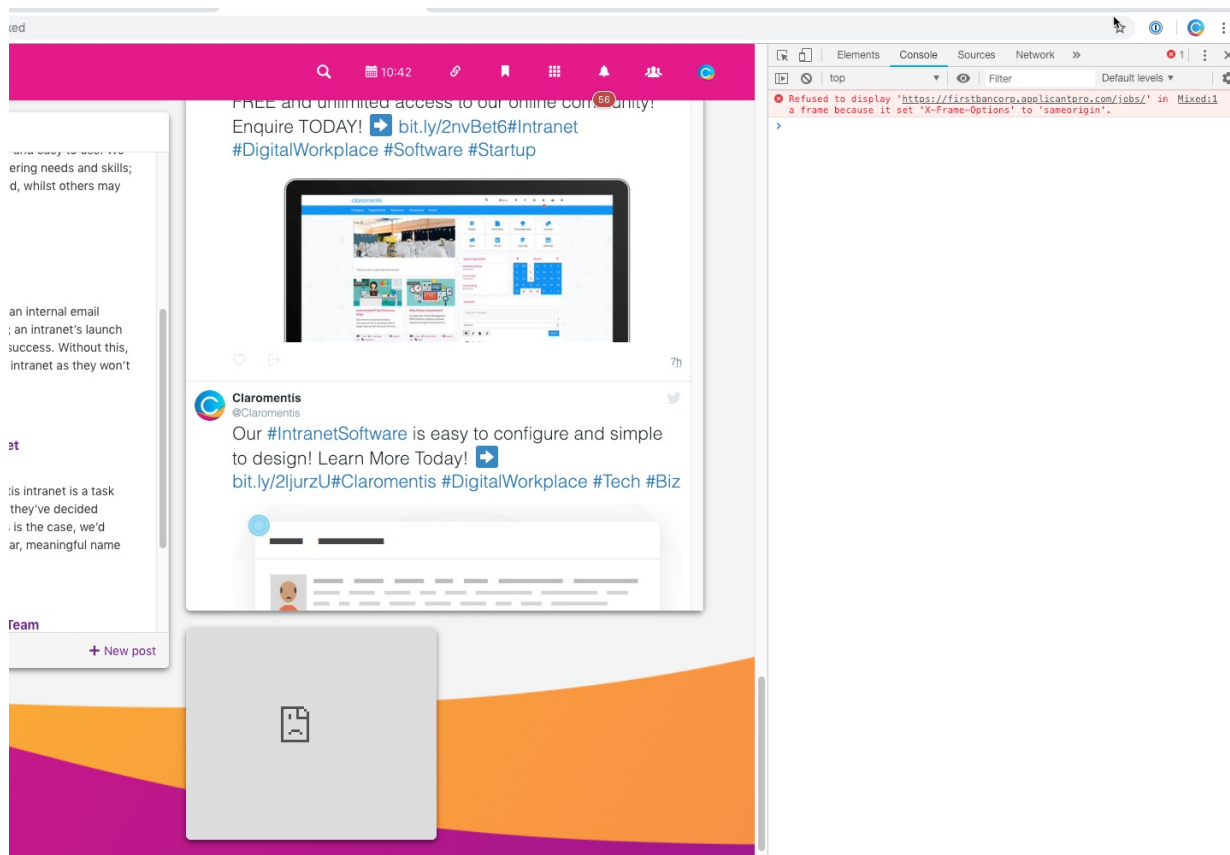 ked
10:42
56
and easy to use. We
ering needs and skills;
d, whilst others may
an internal email
; an intranet's launch
success. Without this,
intranet as they won't
et
tis intranet is a task
they've decided
is is the case, we'd
ar, meaningful name
Team
+ New post
FREE and unlimited access to our online community!
Enquire TODAY! ➡ bit.ly/2nvBet6#Intranet
#DigitalWorkplace #Software #Startup
claromentis
7h
Claromentis
@Claromentis
Our #IntranetSoftware is easy to configure and simple
to design! Learn More Today! ➡
bit.ly/2ljurzU#Claromentis #DigitalWorkplace #Tech #Biz
Elements Console Sources Network » 1
top Filter Default levels ▼
Refused to display 'https://firstbancorp.applicantpro.com/jobs/' in Mixed:1
a frame because it set 'X-Frame-Options' to 'sameorigin'.